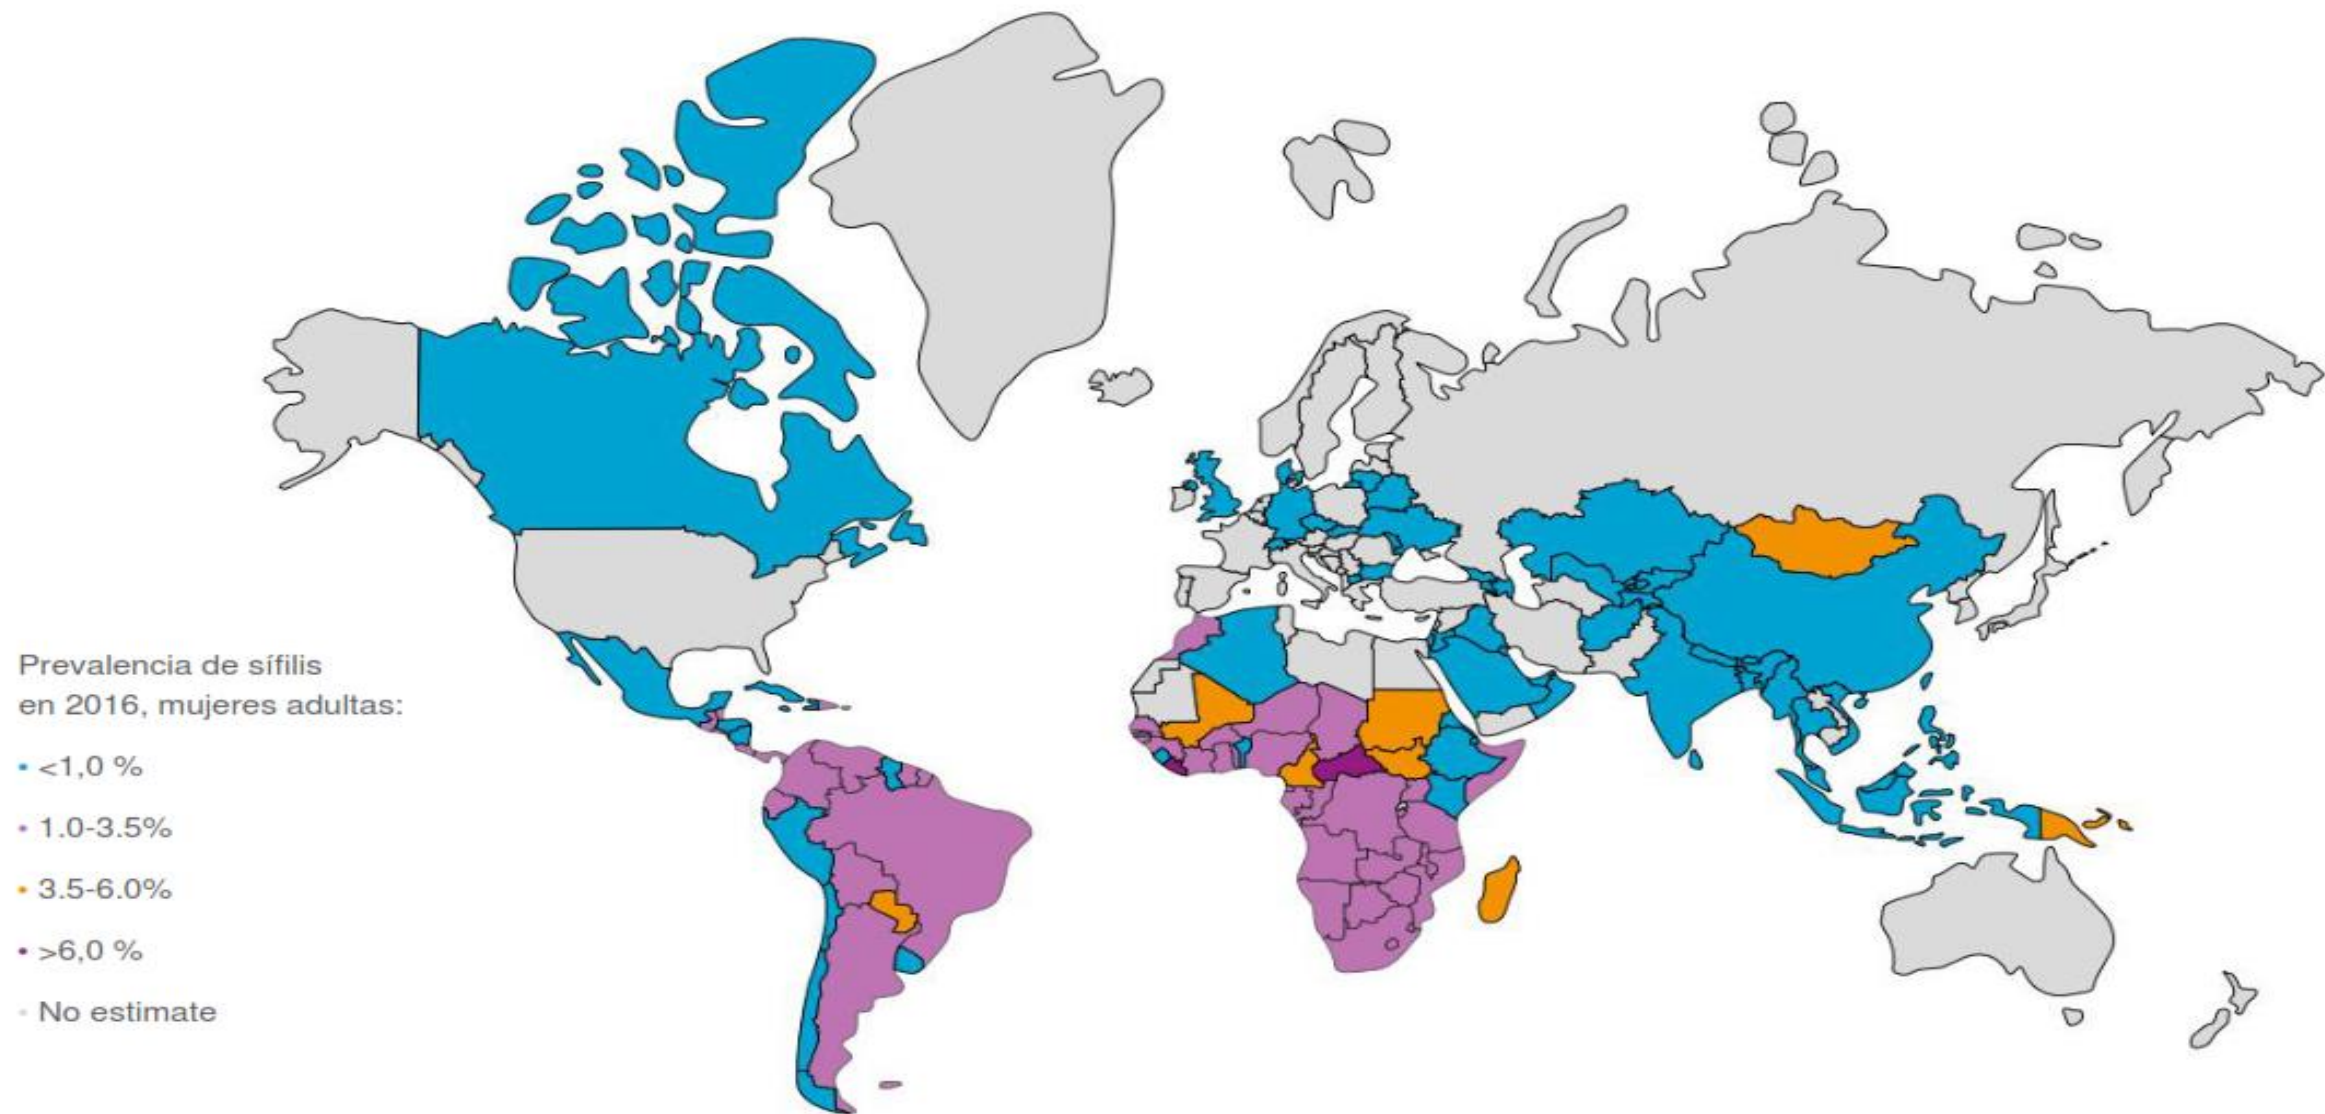 Prevalencia de sífilis
en 2016, mujeres adultas:
• <1,0 %
• 1.0-3.5%
• 3.5-6.0%
• >6,0 %
• No estimate